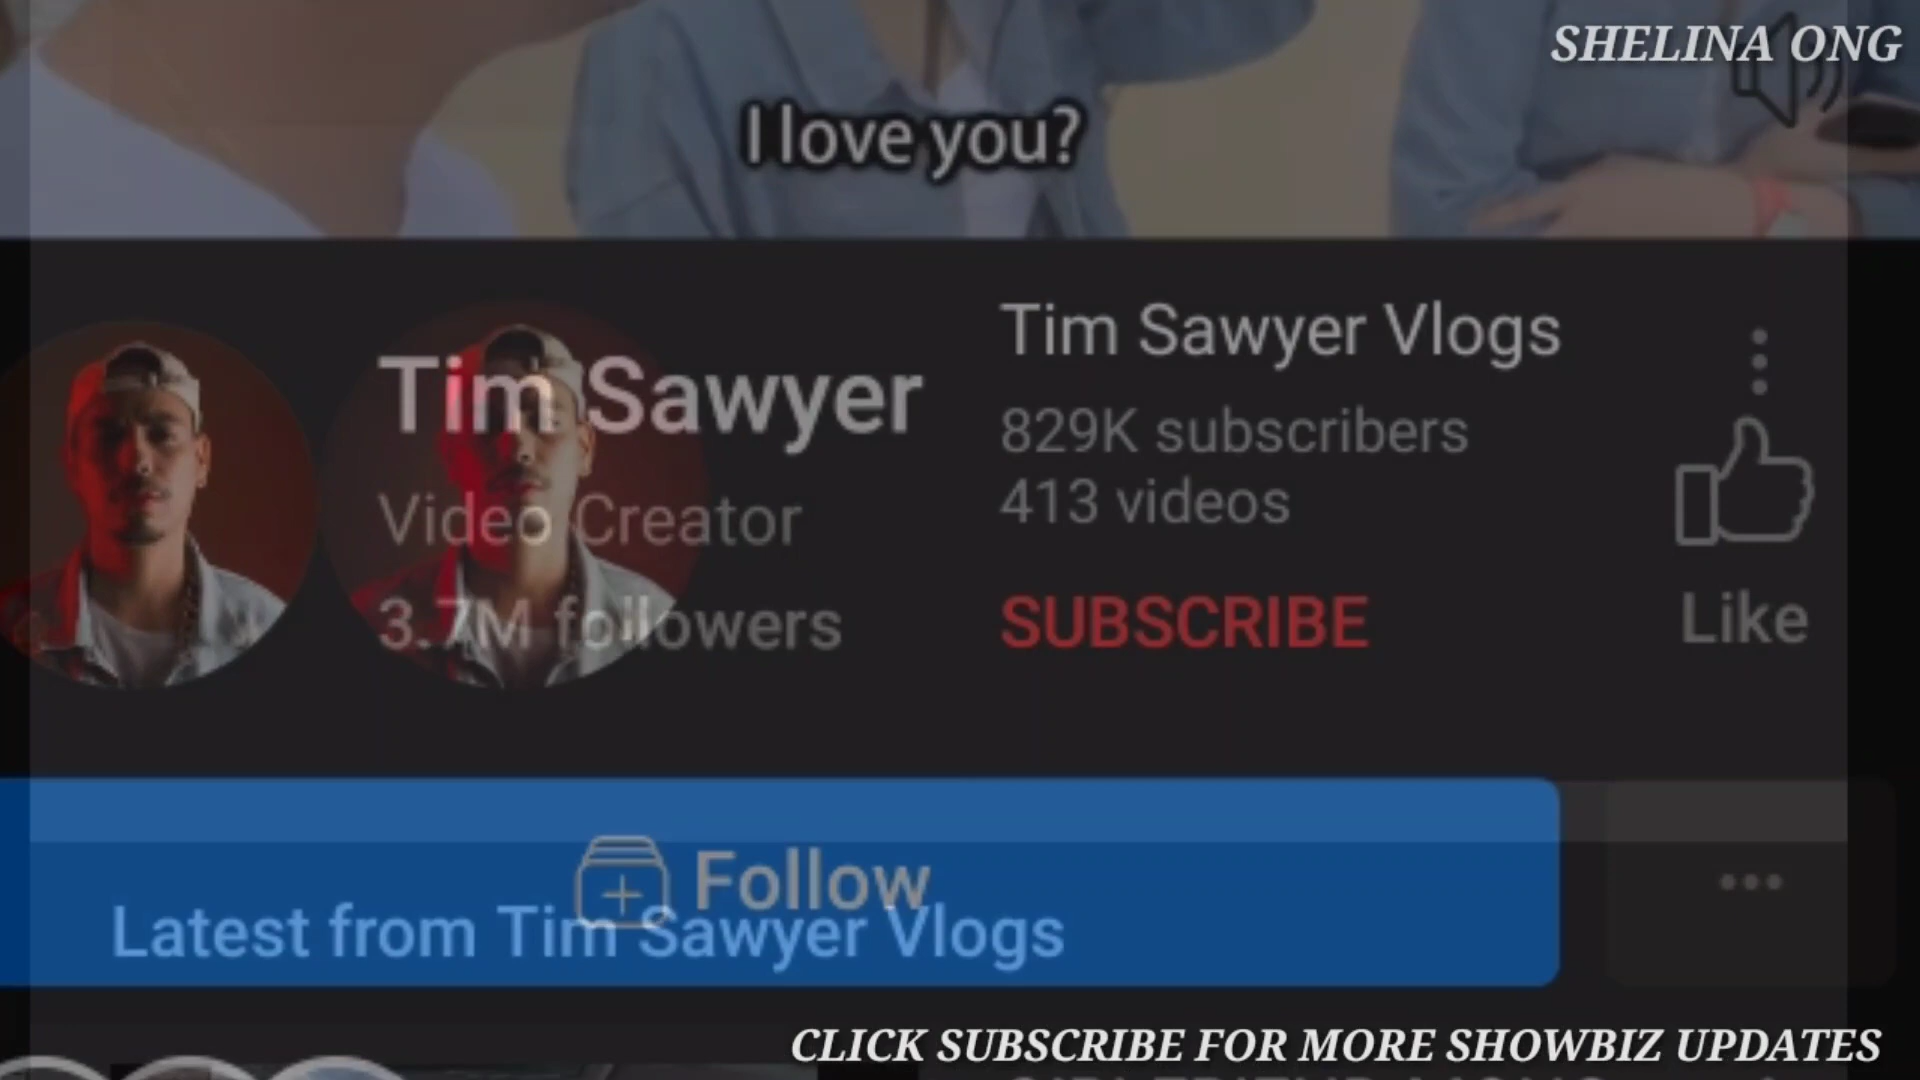 SHELINA ONG
I love you?
Tim Sawyer
Video Creator
3.7M followers
Tim Sawyer Vlogs
829K subscribers
413 videos
SUBSCRIBE
Like
Follow
Latest from Tim Sawyer Vlogs
CLICK SUBSCRIBE FOR MORE SHOWBIZ UPDATES